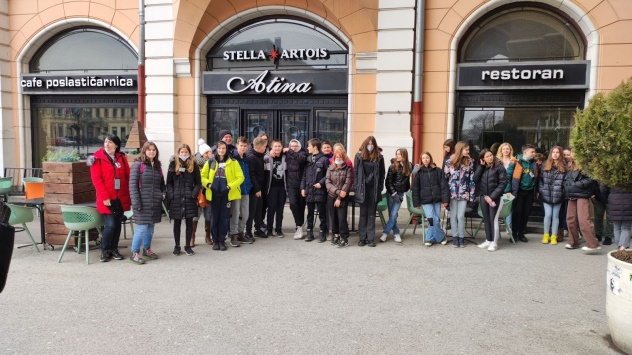 cafe poslastičarnica
STELLA ARTOIS
Atina
restoran